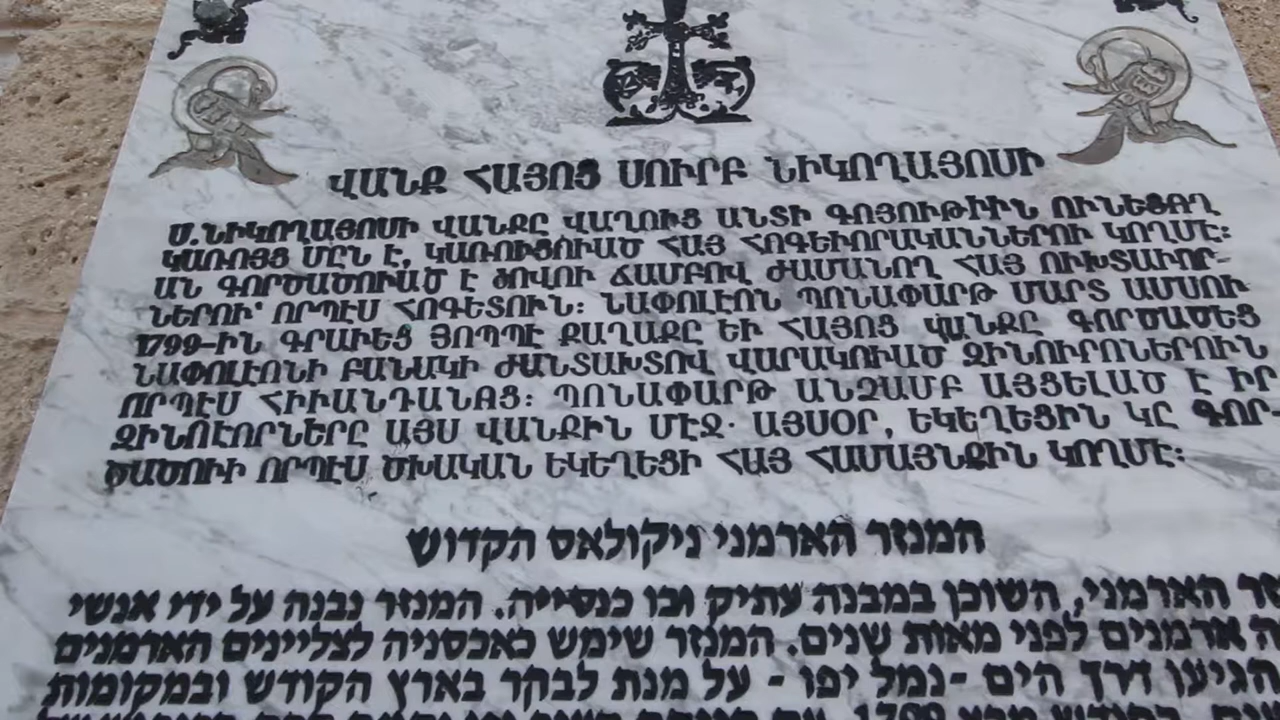 ՎԱՆՔ ՀԱՅՈՑ ՍՈՒՐԲ ՆԻԿՈՂԱՅՈՍԻ
Ս.ՆԻԿՈՂԱՅՈՍԻ ՎԱՆՔԸ ՎԱՂՈՒՑ ԱՆՏԻ ԳՈՅՈՒԹԻՒՆ ՈՒՆԵՑՈՂ
ԿԱՌՈՅՑ ՄԸՆ Է, ԿԱՌՈՒՑՈՒԱԾ ՀԱՅ ՀՈԳԵՒՈՐԱԿԱՆՆԵՐՈՒ ԿՈՂՄԷ։
ԱՆ ԳՈՐԾԱԾՈՒԱԾ Է ԾՈՎՈՒ ՃԱՄԲՈՎ ԺԱՄԱՆՈՂ ՀԱՅ ՈՒԽՏԱՒՈՐ-
ՆԵՐՈՒ՝ ՈՐՊԷՍ ՀՈԳԵՏՈՒՆ։ ՆԱՓՈԼԷՈՆ ՊՈՆԱՓԱՐԹ ՄԱՐՏ ԱՄՍՈՒ
1799-ԻՆ ԳՐԱՒԵՑ ՅՈՊՊԷ ՔԱՂԱՔԸ ԵՒ ՀԱՅՈՑ ՎԱՆՔԸ ԳՈՐԾԱԾԵՑ
ՆԱՓՈԼԷՈՆԻ ԲԱՆԱԿԻ ԺԱՆՏԱԽՏՈՎ ՎԱՐԱԿՈՒԱԾ ԶԻՆՈՒՐՈՆԵՐՈՒՆ
ՈՐՊԷՍ ՀԻՒԱՆԴԱՆՈՑ։ ՊՈՆԱՓԱՐԹ ԱՆՁԱՄԲ ԱՅՑԵԼԱԾ Է ԻՐ
ԶԻՆՈՒՈՐՆԵՐԸ ԱՅՍ ՎԱՆՔԻՆ ՄԷՋ. ԱՅՍՕՐ, ԵԿԵՂԵՑԻՆ ԿԸ ԳՈՐ-
ԾԱԾՈՒԻ ՈՐՊԷՍ ԾԽԱԿԱՆ ԵԿԵՂԵՑԻ ՀԱՅ ՀԱՄԱՅՆՔԻՆ ԿՈՂՄԷ։
המנזר הארמני ניקולאס הקדוש
הארמני, השוכן במבנה עתיק ובו כנסייה. המנזר נבנה על ידי אנשי
ארמנים לפני מאות שנים. המנזר שימש כאכסניה לצליינים הארמנים
הגיעו דרך הים - נמל יפו - על מנת לבקר בארץ הקודש ובמקומות